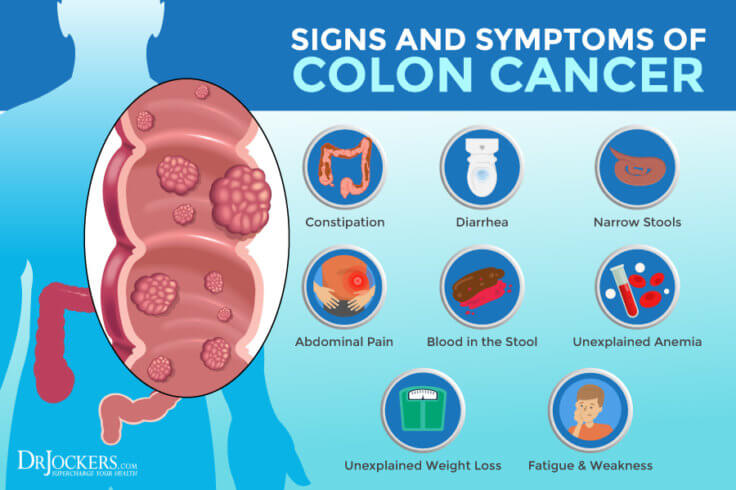 SIGNS AND SYMPTOMS OF
COLON CANCER
Constipation
Diarrhea
Narrow Stools
Abdominal Pain
Blood in the Stool
Unexplained Anemia
Unexplained Weight Loss
Fatigue & Weakness
DRJOCKERS.COM
SUPERCHARGE YOUR HEALTH